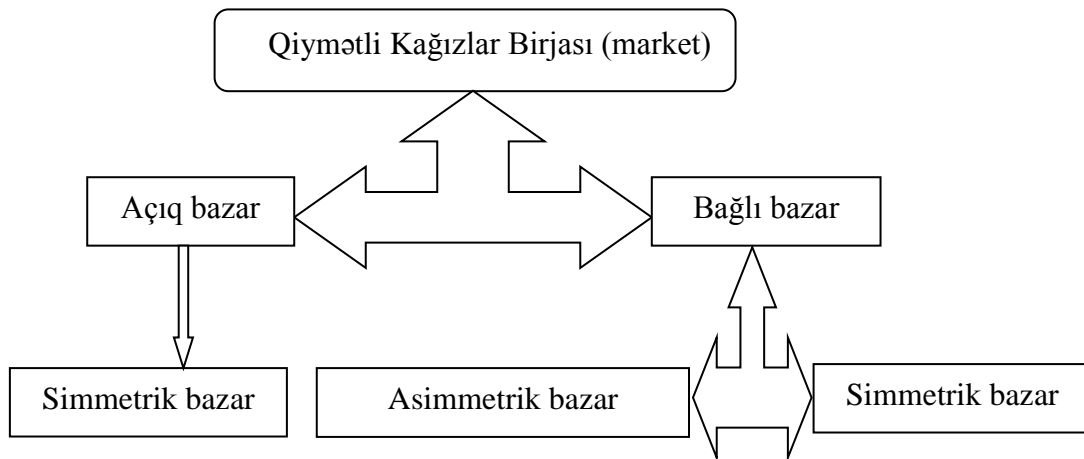 Qiymətli Kağızlar Birjası (market)
Açıq bazar
Bağlı bazar
Simmetrik bazar
Asimmetrik bazar
Simmetrik bazar